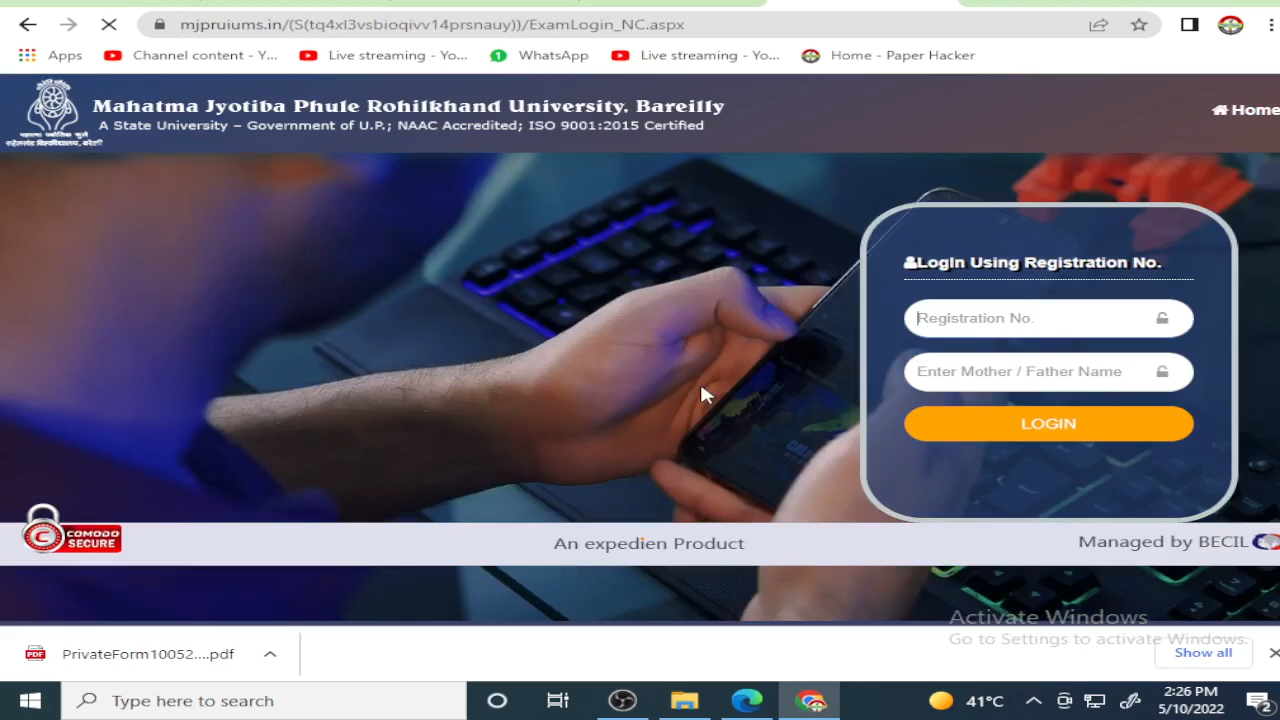 mjpruiums.in/(S(tq4xl3vsbioqivv14prsnauy))/ExamLogin_NC.aspx
Apps Channel content - Y... Live streaming - Yo... WhatsApp Live streaming - Yo... Home - Paper Hacker
Mahatma Jyotiba Phule Rohilkhand University, Bareilly
A State University – Government of U.P.; NAAC Accredited; ISO 9001:2015 Certified
Home
LogIn Using Registration No.
Registration No.
Enter Mother / Father Name
LOGIN
COMODO
SECURE
An expedien Product
Managed by BECIL
Activate Windows
Go to Settings to activate Windows.
PDF
PrivateForm10052....pdf
Show all
Type here to search
41°C
2:26 PM
5/10/2022
2